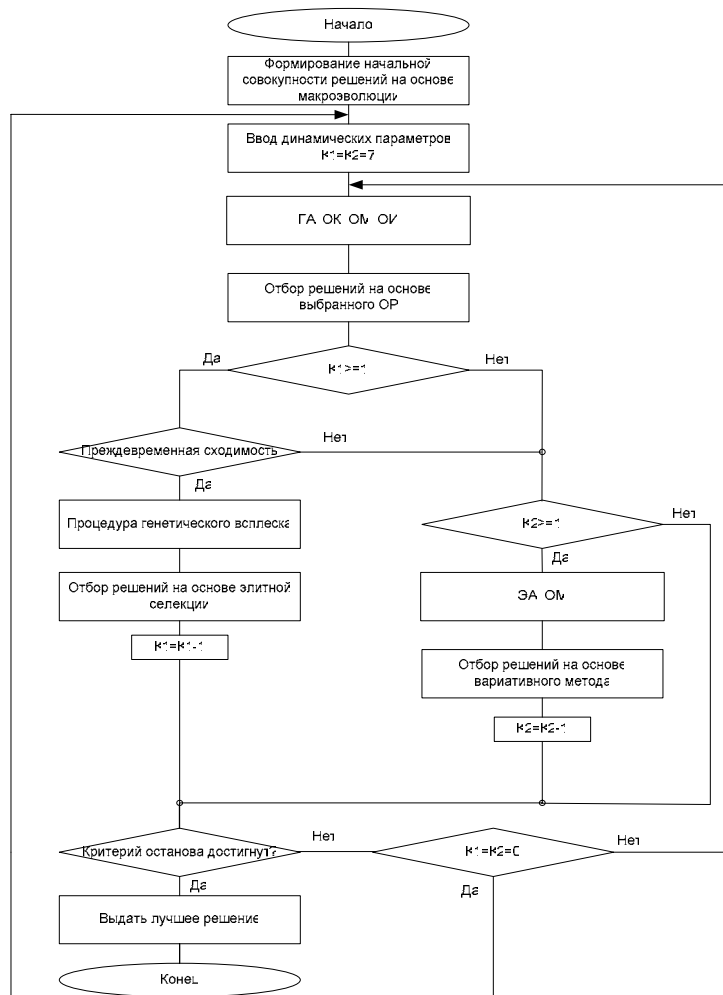 Начало
Формирование начальной
совокупности решений на основе
макроэволюции
Ввод динамических параметров
К1=К2=7
ГА ОК ОМ ОИ
Отбор решений на основе
выбранного ОР
Да
К1>=1
Нет
Преждевременная сходимость
Нет
Да
Процедура генетического всплеска
К2>=1
Нет
Да
Отбор решений на основе элитной
селекции
ЭА ОМ
К1=К1-1
Отбор решений на основе
вариативного метода
К2=К2-1
Критерий останова достигнут?
Нет
К1=К2=0
Нет
Да
Да
Выдать лучшее решение
Конец